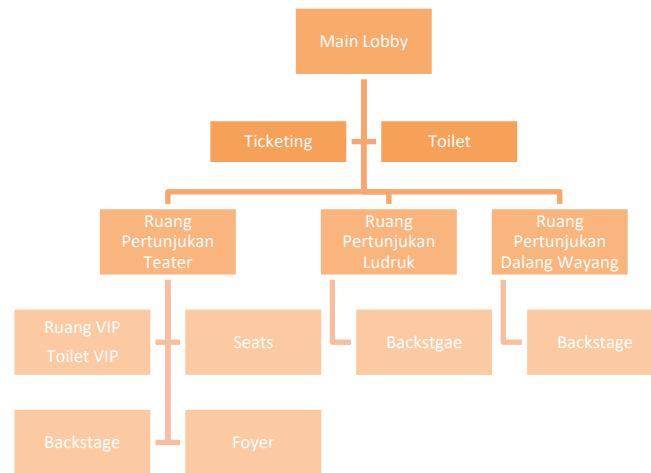 Main Lobby
Ticketing
Toilet
Ruang
Pertunjukan
Teater
Ruang
Pertunjukan
Ludruk
Ruang
Pertunjukan
Dalang Wayang
Ruang VIP
Toilet VIP
Seats
Backstgae
Backstage
Backstage
Foyer